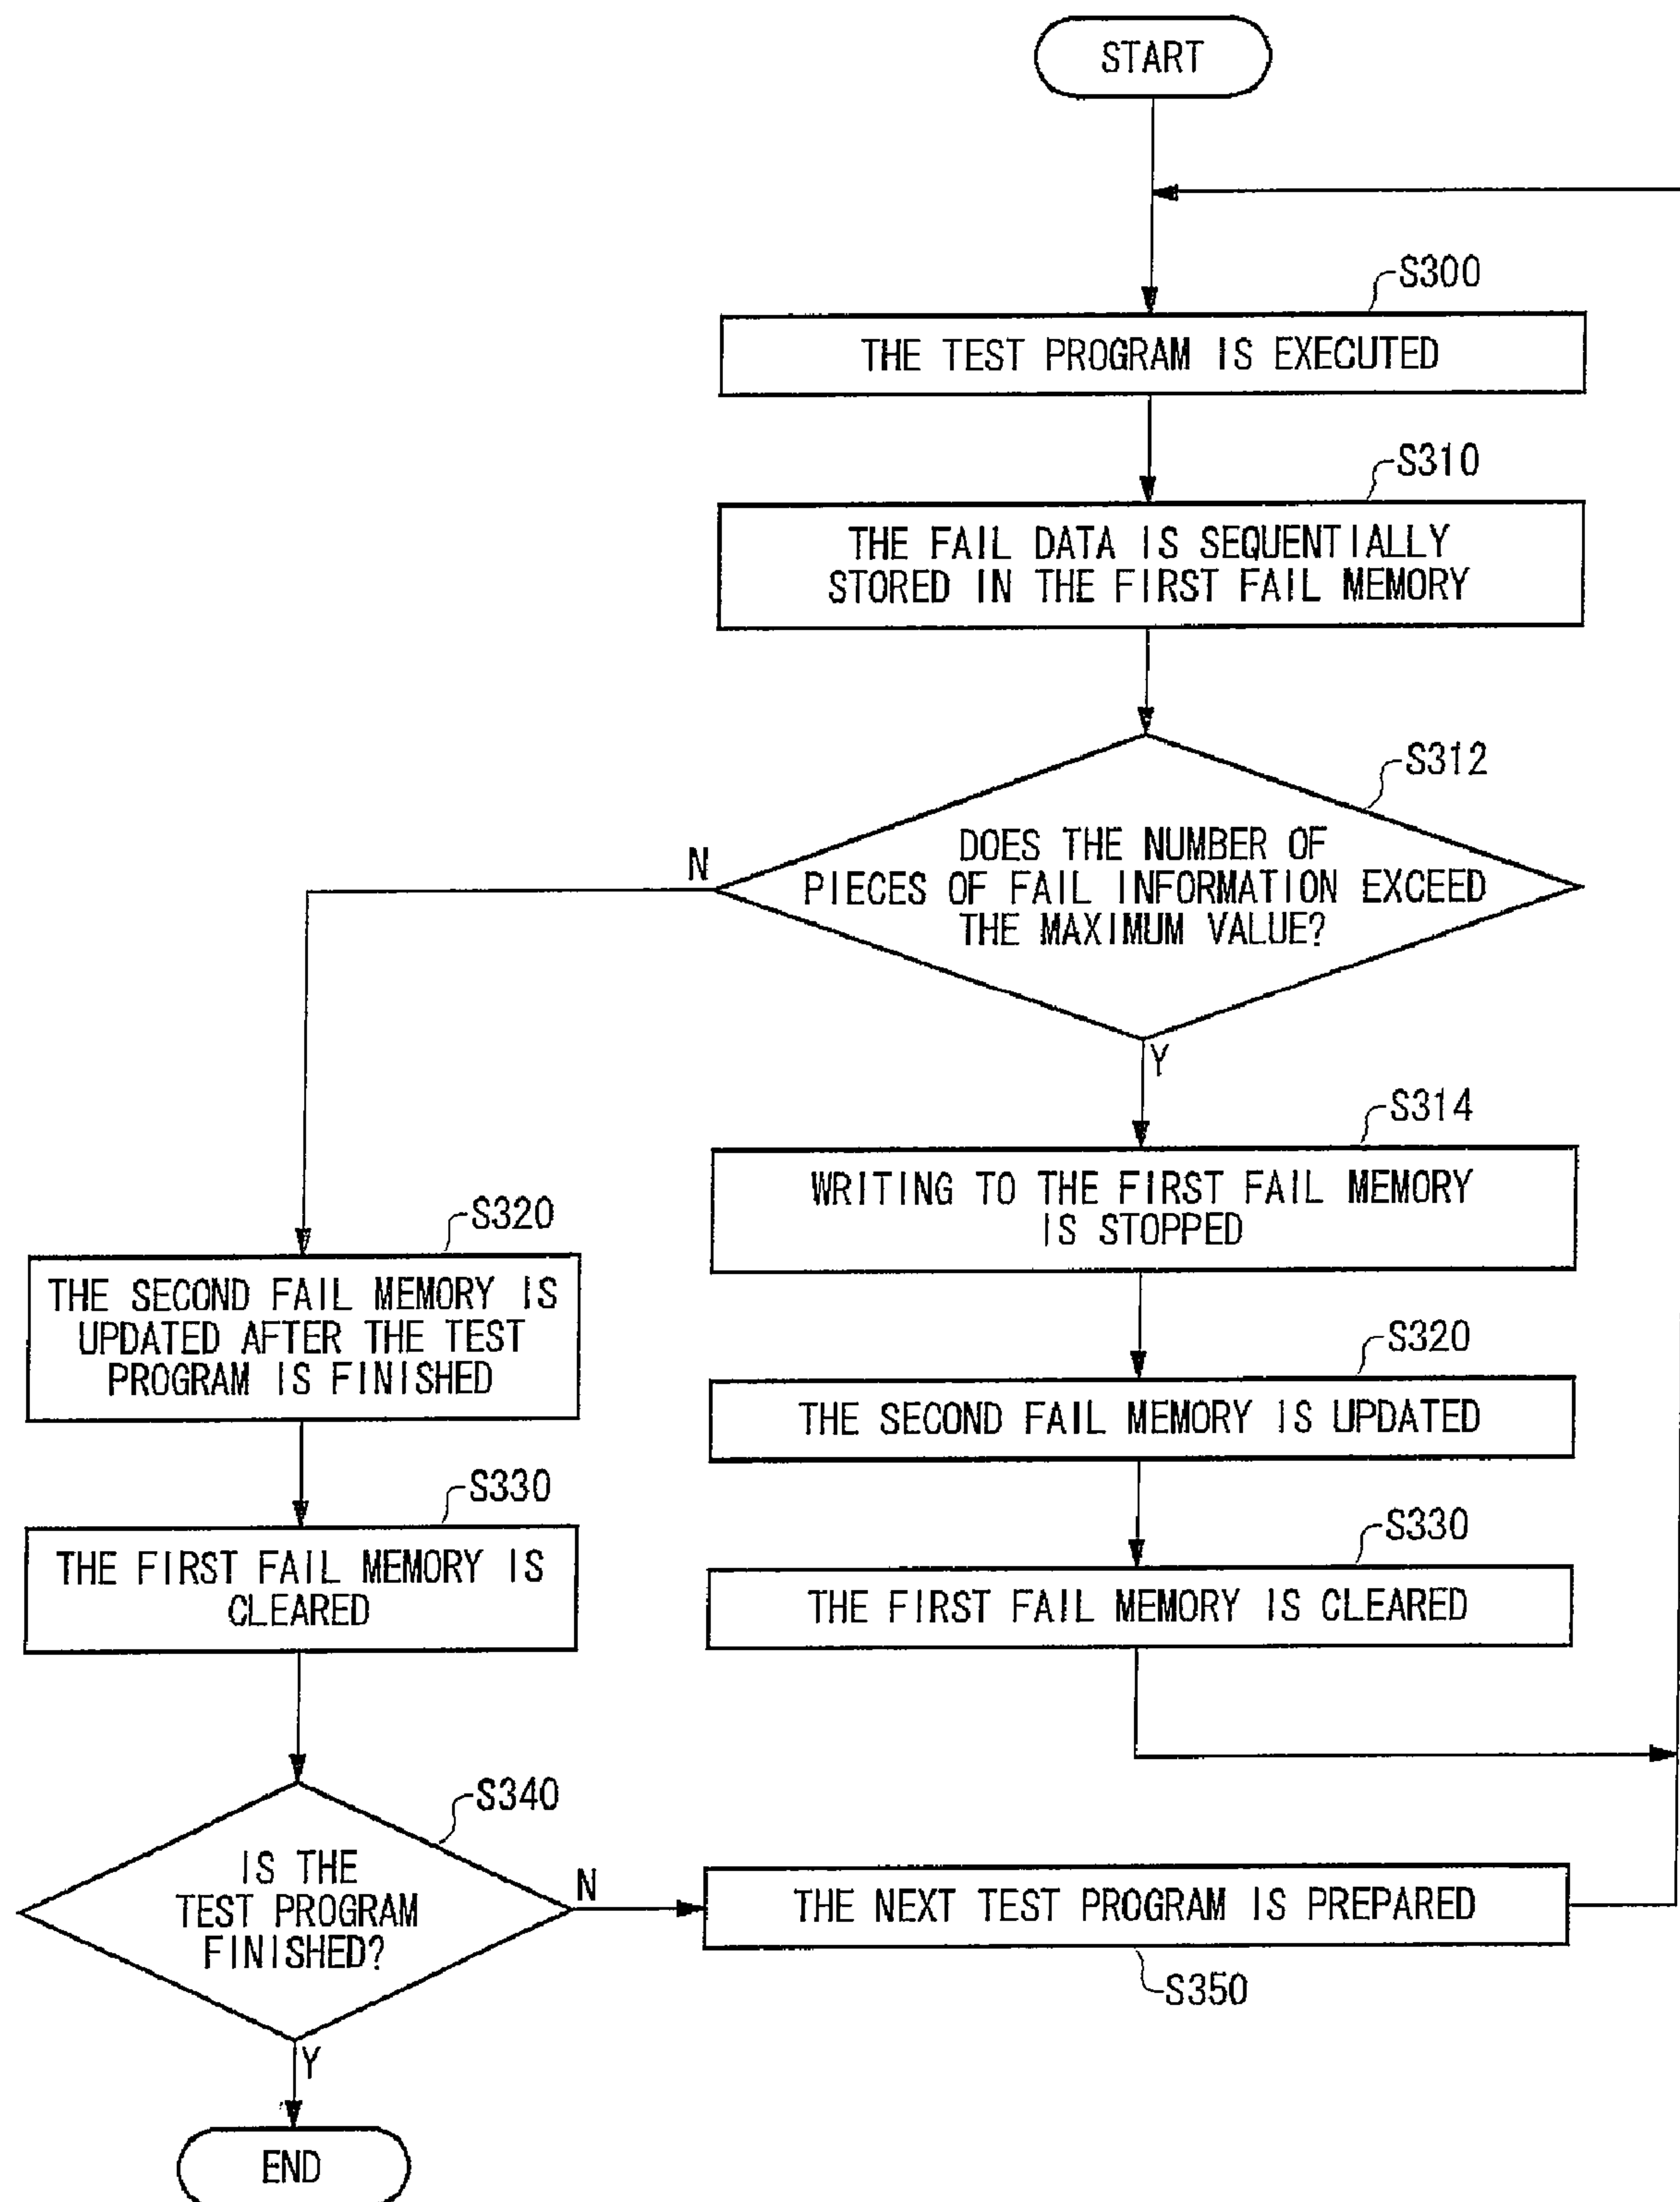 START
S300
THE TEST PROGRAM IS EXECUTED
S310
THE FAIL DATA IS SEQUENTIALLY
STORED IN THE FIRST FAIL MEMORY
S312
DOES THE NUMBER OF
PIECES OF FAIL INFORMATION EXCEED
THE MAXIMUM VALUE?
N
Y
S314
WRITING TO THE FIRST FAIL MEMORY
IS STOPPED
S320
THE SECOND FAIL MEMORY IS
UPDATED AFTER THE TEST
PROGRAM IS FINISHED
S320
THE SECOND FAIL MEMORY IS UPDATED
S330
THE FIRST FAIL MEMORY IS
CLEARED
S330
THE FIRST FAIL MEMORY IS CLEARED
S340
IS THE
TEST PROGRAM
FINISHED?
N
THE NEXT TEST PROGRAM IS PREPARED
S350
Y
END